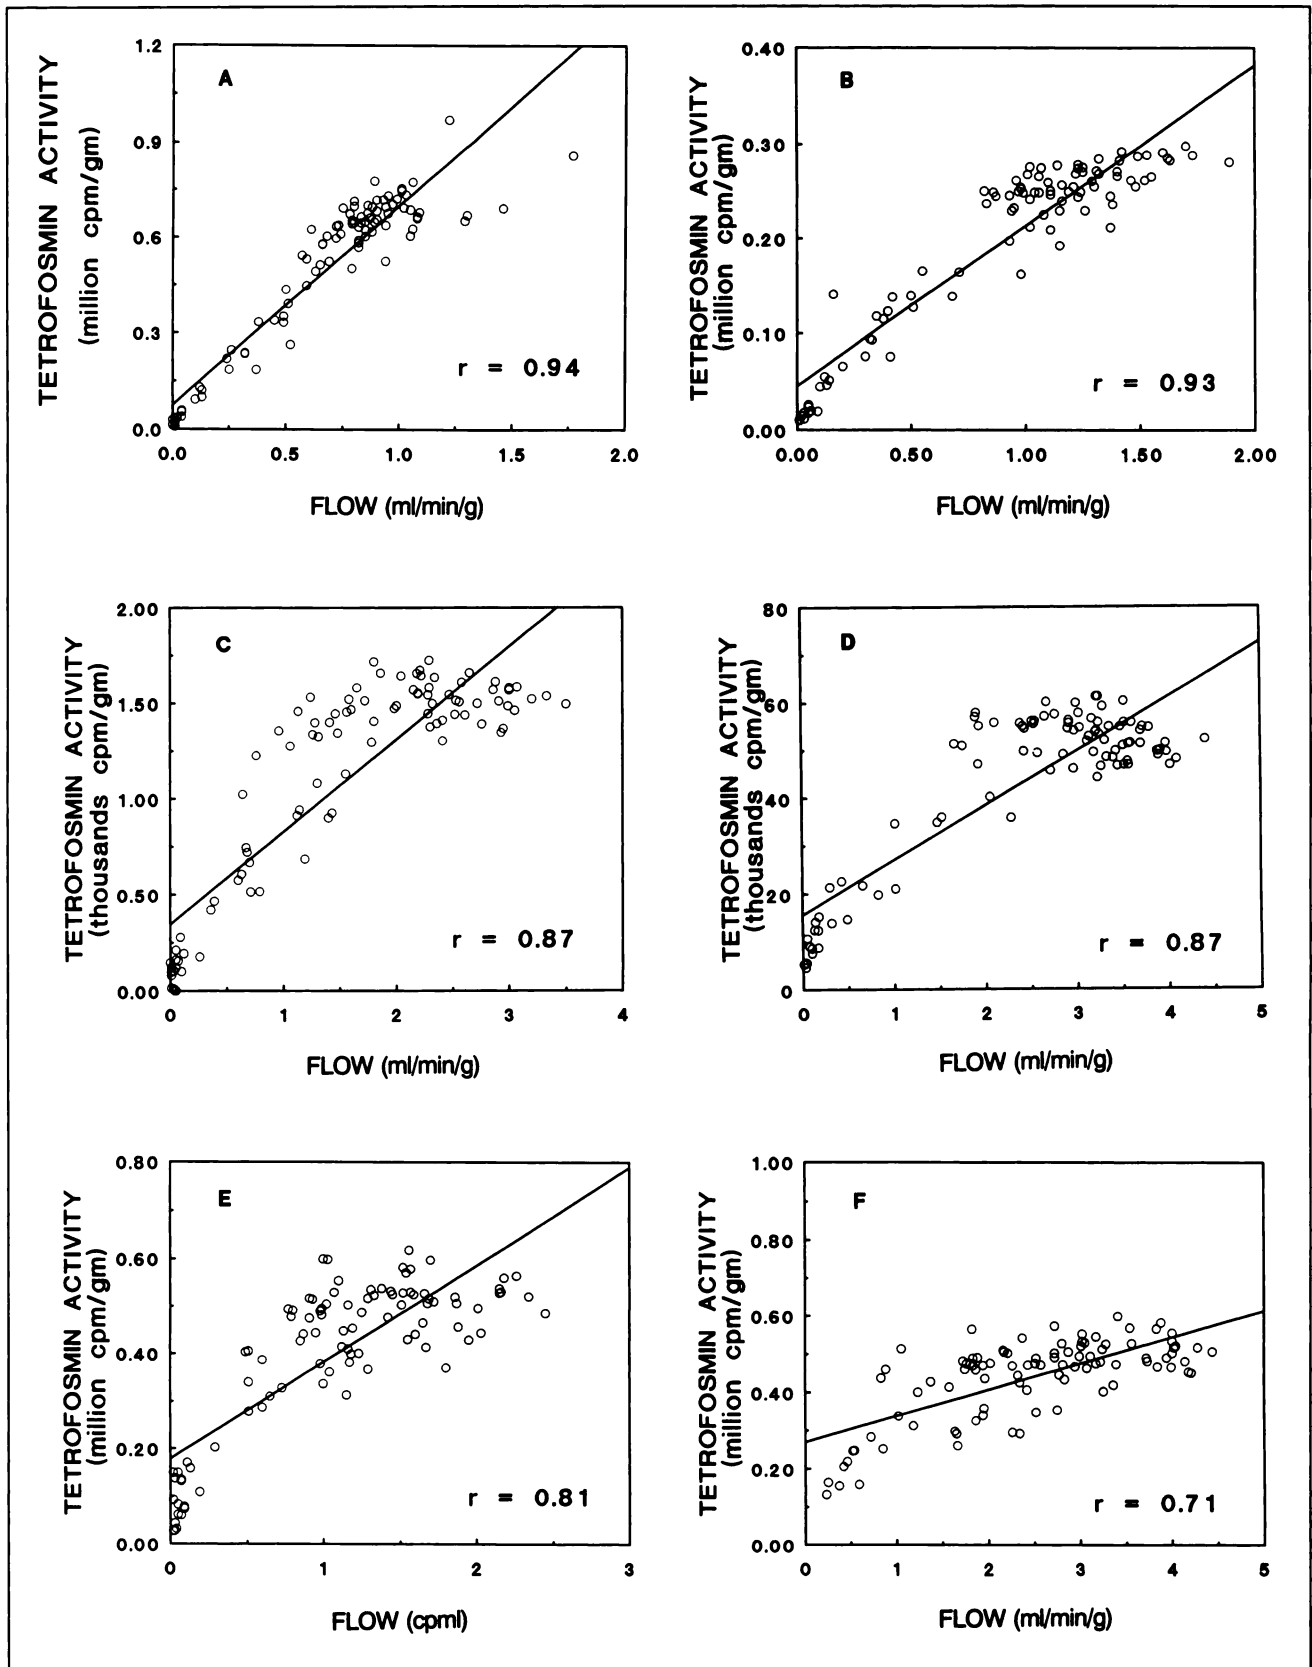 A
TETROFOSMIN ACTIVITY
(million cpm/gm)
1.2
0.9
0.6
0.3
0.0
r = 0.94
0.0 0.5 1.0 1.5 2.0
FLOW (ml/min/g)
B
TETROFOSMIN ACTIVITY
(million cpm/gm)
0.40
0.30
0.20
0.10
0.00
r = 0.93
0.00 0.50 1.00 1.50 2.00
FLOW (ml/min/g)
C
TETROFOSMIN ACTIVITY
(thousands cpm/gm)
2.00
1.50
1.00
0.50
0.00
r = 0.87
0 1 2 3 4
FLOW (ml/min/g)
D
TETROFOSMIN ACTIVITY
(thousands cpm/gm)
80
60
40
20
0
r = 0.87
0 1 2 3 4 5
FLOW (ml/min/g)
E
TETROFOSMIN ACTIVITY
(million cpm/gm)
0.80
0.60
0.40
0.20
0.00
r = 0.81
0 1 2 3
FLOW (cpml)
F
TETROFOSMIN ACTIVITY
(million cpm/gm)
1.00
0.80
0.60
0.40
0.20
0.00
r = 0.71
0 1 2 3 4 5
FLOW (ml/min/g)